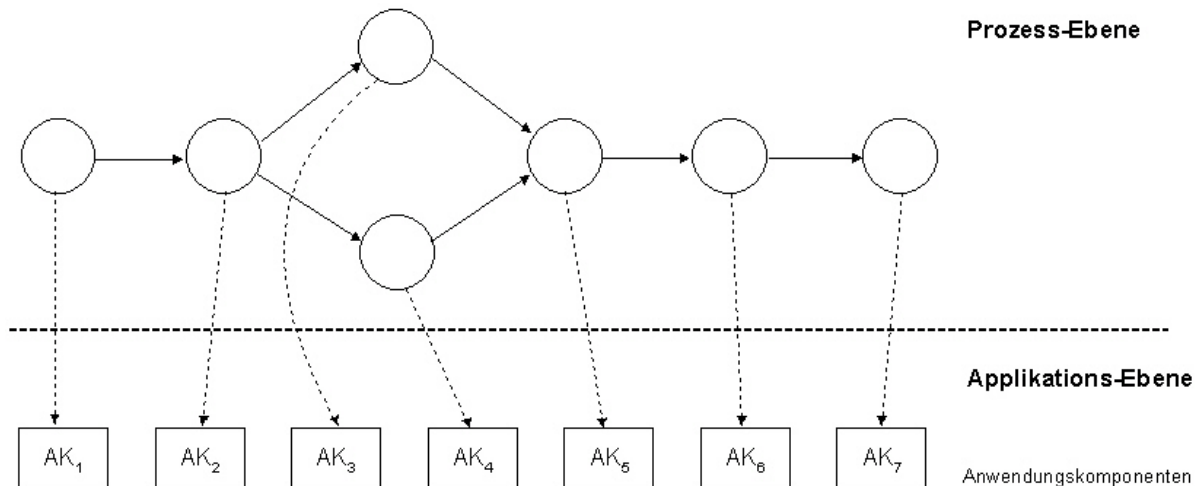 Prozess-Ebene
Applikations-Ebene
AK₁ AK₂ AK₃ AK₄ AK₅ AK₆ AK₇
Anwendungskomponenten